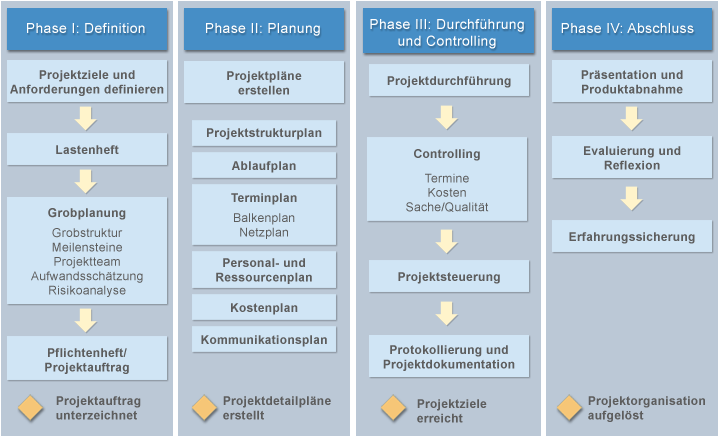 Phase I: Definition
Projektziele und
Anforderungen definieren
Lastenheft
Grobplanung
Grobstruktur
Meilensteine
Projektteam
Aufwandsschätzung
Risikoanalyse
Pflichtenheft/
Projektauftrag
Projektauftrag
unterzeichnet
Phase II: Planung
Projektpläne
erstellen
Projektstrukturplan
Ablaufplan
Terminplan
Balkenplan
Netzplan
Personal- und
Ressourcenplan
Kostenplan
Kommunikationsplan
Projektdetailpläne
erstellt
Phase III: Durchführung
und Controlling
Projektdurchführung
Controlling
Termine
Kosten
Sache/Qualität
Projektsteuerung
Protokollierung und
Projektdokumentation
Projektziele
erreicht
Phase IV: Abschluss
Präsentation und
Produktabnahme
Evaluierung und
Reflexion
Erfahrungssicherung
Projektorganisation
aufgelöst